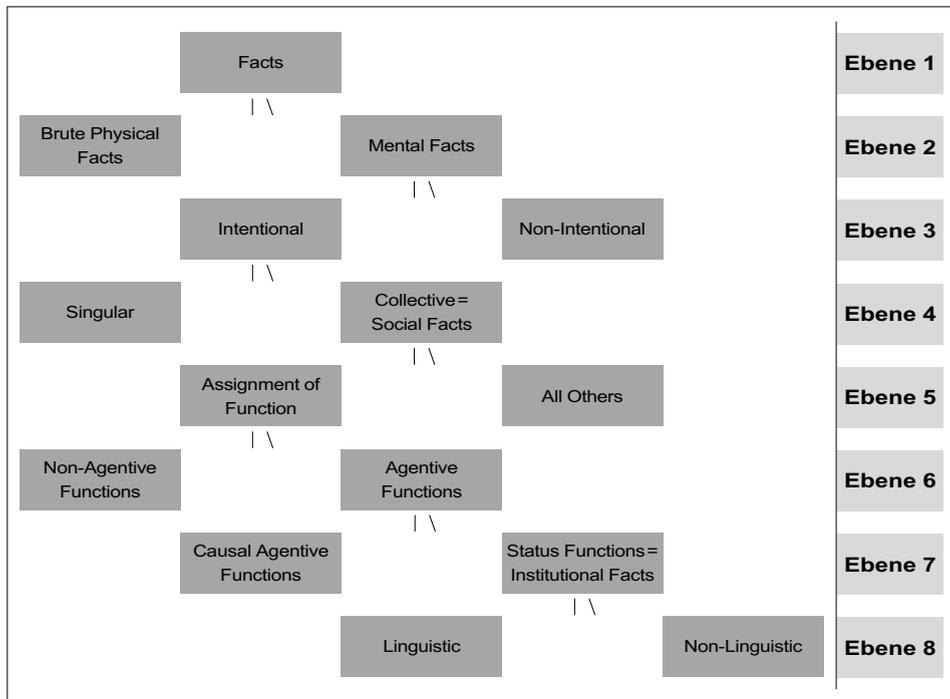 Facts
Ebene 1
Brute Physical
Facts
Mental Facts
Ebene 2
Intentional
Non-Intentional
Ebene 3
Singular
Collective =
Social Facts
Ebene 4
Assignment of
Function
All Others
Ebene 5
Non-Agentive
Functions
Agentive
Functions
Ebene 6
Causal Agentive
Functions
Status Functions =
Institutional Facts
Ebene 7
Linguistic
Non-Linguistic
Ebene 8